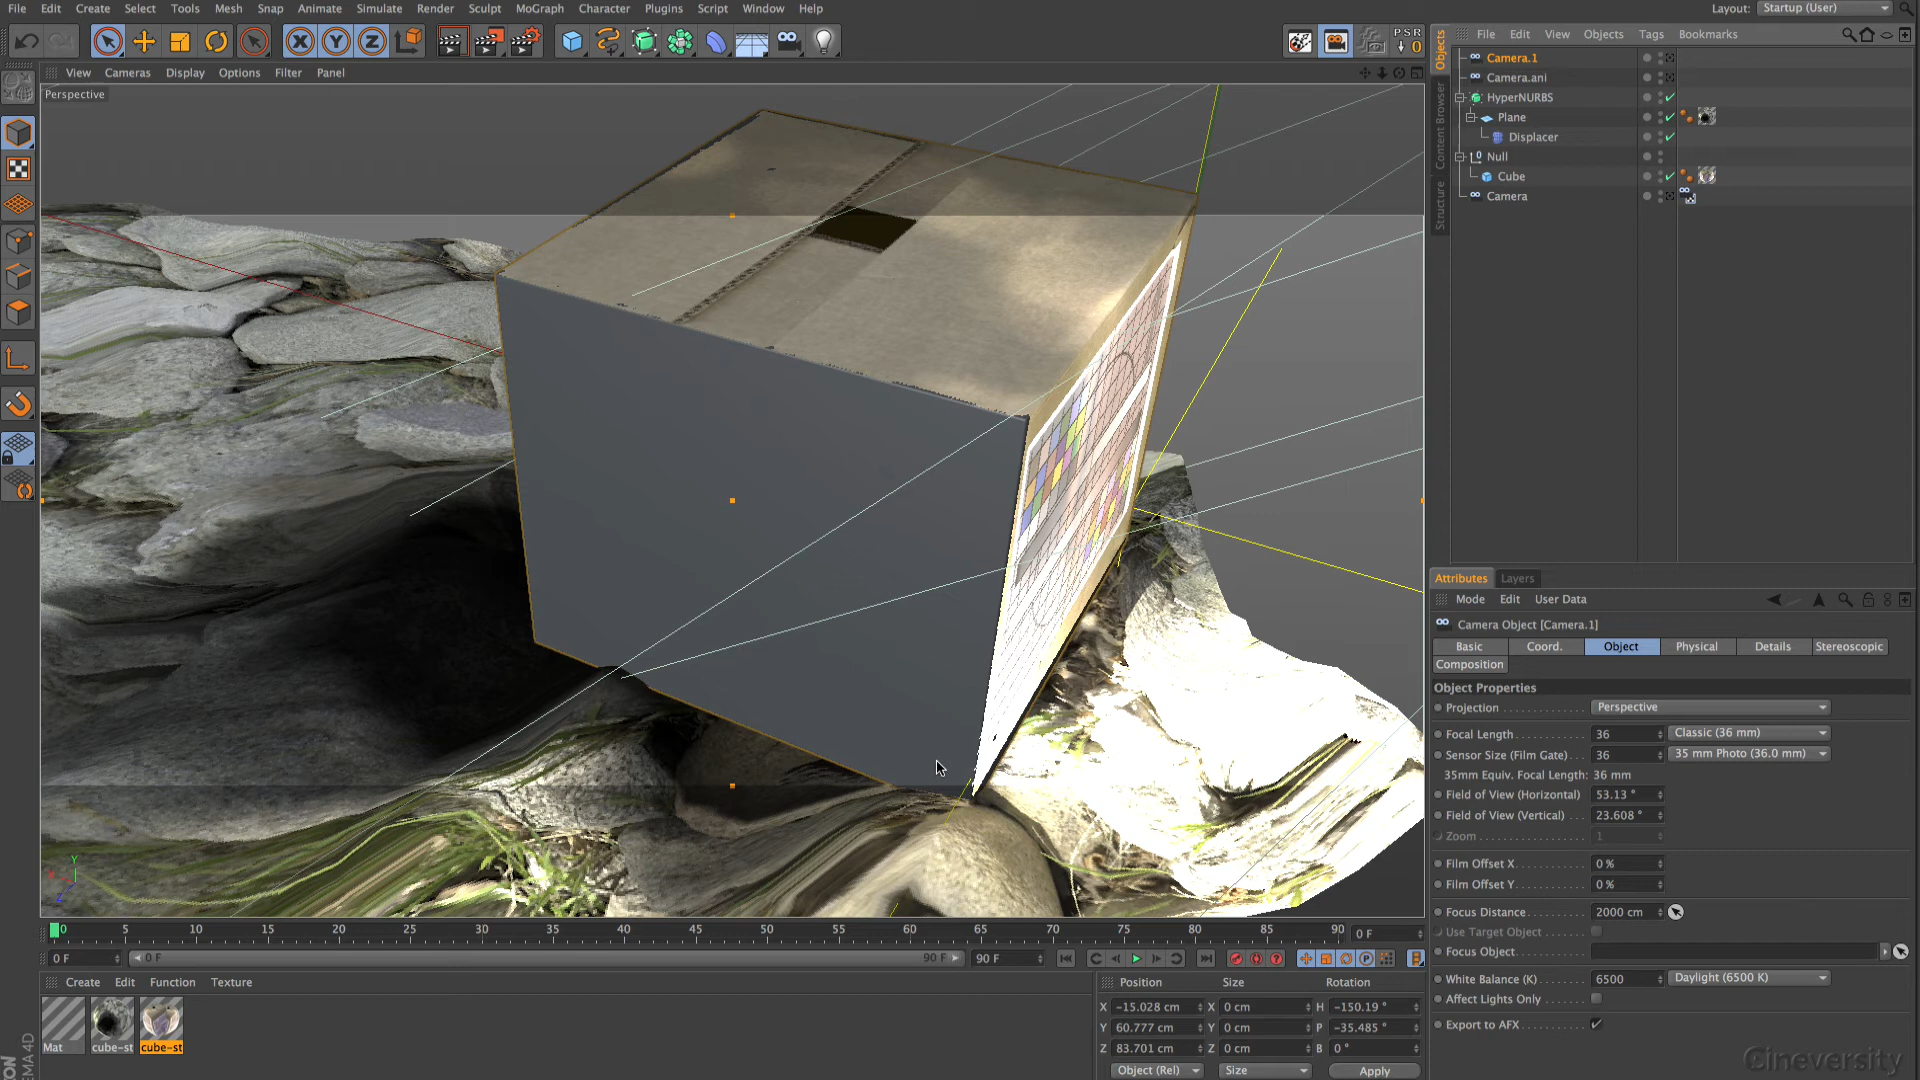 File Edit Create Select Tools Mesh Snap Animate Simulate Render Sculpt MoGraph Character Plugins Script Window Help
Layout: Startup (User)
X Y Z
PSR
0
View Cameras Display Options Filter Panel
Perspective
Objects
Content Browser
Structure
File Edit View Objects Tags Bookmarks
Camera.1
Camera.ani
HyperNURBS
Plane
Displacer
Null
Cube
Camera
Attributes Layers
Mode Edit User Data
Camera Object [Camera.1]
Basic Coord. Object Physical Details Stereoscopic
Composition
Object Properties
Projection Perspective
Focal Length 36 Classic (36 mm)
Sensor Size (Film Gate) 36 35 mm Photo (36.0 mm)
35mm Equiv. Focal Length: 36 mm
Field of View (Horizontal) 53.13 °
Field of View (Vertical) 23.608 °
Zoom 1
Film Offset X 0 %
Film Offset Y 0 %
Focus Distance 2000 cm
Use Target Object
Focus Object
White Balance (K) 6500 Daylight (6500 K)
Affect Lights Only
Export to AFX
Y
X
Z
0 5 10 15 20 25 30 35 40 45 50 55 60 65 70 75 80 85 90 0 F
0 F 0 F 90 F 90 F
Create Edit Function Texture
Mat cube-st cube-st
Position Size Rotation
X -15.028 cm X 0 cm H -150.19 °
Y 60.777 cm Y 0 cm P -35.485 °
Z 83.701 cm Z 0 cm B 0 °
Object (Rel) Size Apply
Cineversity